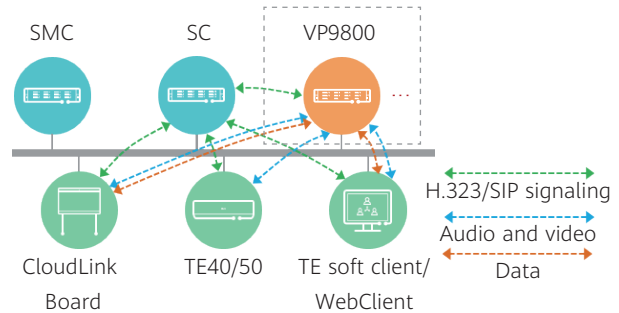 SMC SC VP9800
...
CloudLink Board
TE40/50
TE soft client/
WebClient
H.323/SIP signaling
Audio and video
Data